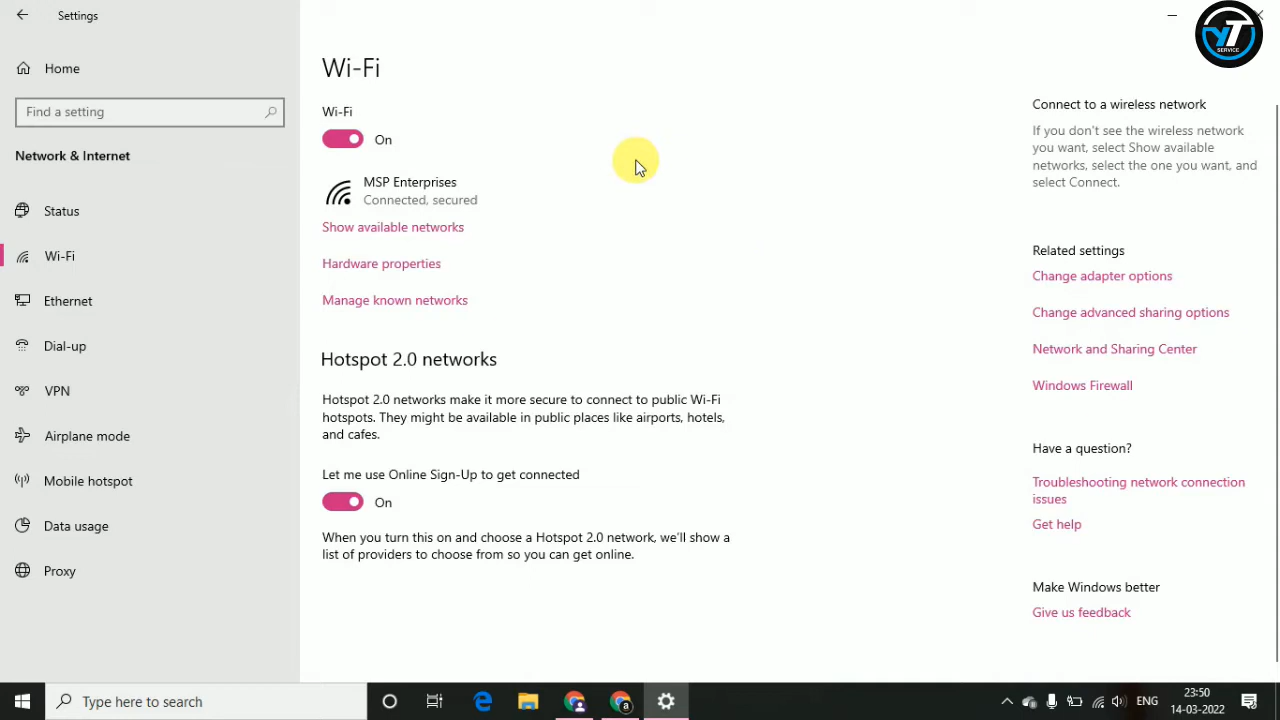 Settings
Home
Find a setting
Network & Internet
Status
Wi-Fi
Ethernet
Dial-up
VPN
Airplane mode
Mobile hotspot
Data usage
Proxy
Wi-Fi
Wi-Fi
On
MSP Enterprises
Connected, secured
Show available networks
Hardware properties
Manage known networks
Hotspot 2.0 networks
Hotspot 2.0 networks make it more secure to connect to public Wi-Fi
hotspots. They might be available in public places like airports, hotels,
and cafes.
Let me use Online Sign-Up to get connected
On
When you turn this on and choose a Hotspot 2.0 network, we'll show a
list of providers to choose from so you can get online.
YT
SERVICE
Connect to a wireless network
If you don't see the wireless network
you want, select Show available
networks, select the one you want, and
select Connect.
Related settings
Change adapter options
Change advanced sharing options
Network and Sharing Center
Windows Firewall
Have a question?
Troubleshooting network connection
issues
Get help
Make Windows better
Give us feedback
Type here to search
a
ENG
23:50
14-03-2022